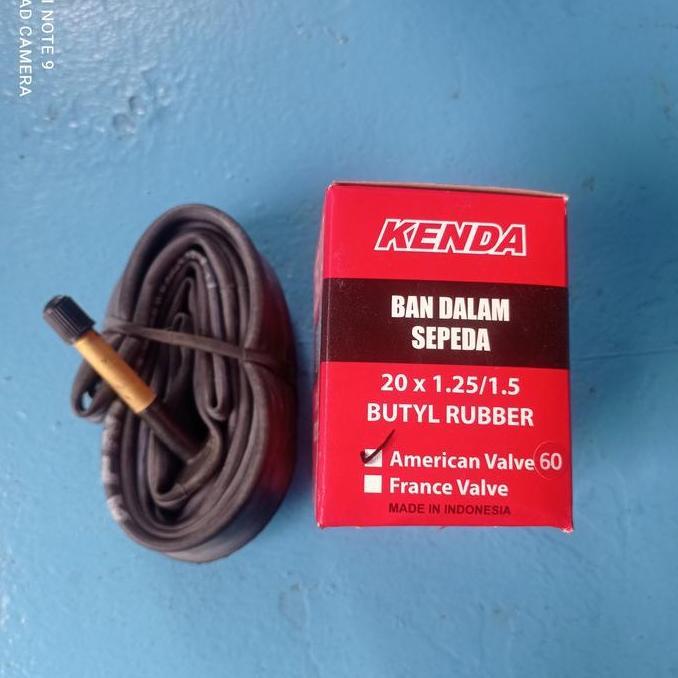 KENDA
BAN DALAM
SEPEDA
20 x 1.25/1.5
BUTYL RUBBER
American Valve 60
France Valve
MADE IN INDONESIA
NOTE 9
AD CAMERA